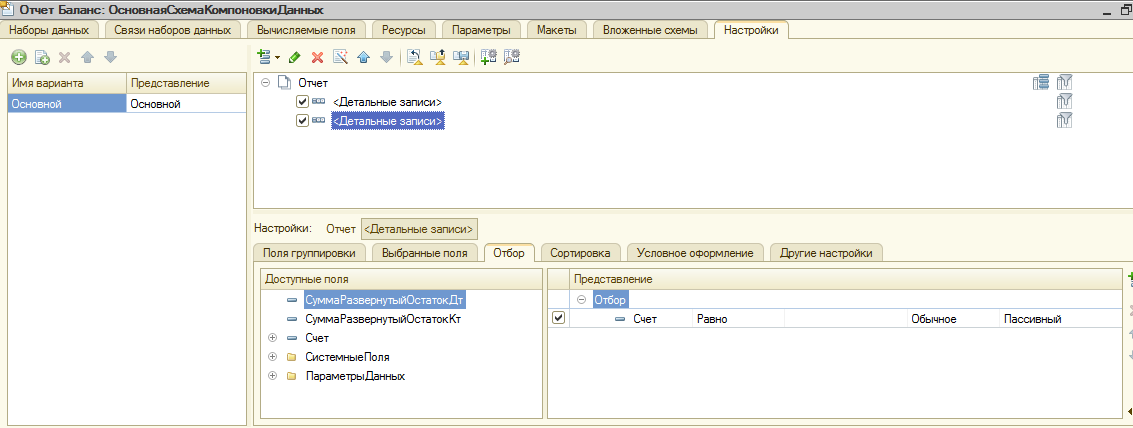 Отчет Баланс: ОсновнаяСхемаКомпоновкиДанных
Наборы данных Связи наборов данных Вычисляемые поля Ресурсы Параметры Макеты Вложенные схемы Настройки
Имя варианта Представление
Основной Основной
Отчет
<Детальные записи>
<Детальные записи>
Настройки: Отчет <Детальные записи>
Поля группировки Выбранные поля Отбор Сортировка Условное оформление Другие настройки
Доступные поля
СуммаРазвернутыйОстатокДт
СуммаРазвернутыйОстатокКт
Счет
СистемныеПоля
ПараметрыДанных
Представление
Отбор
Счет Равно Обычное Пассивный